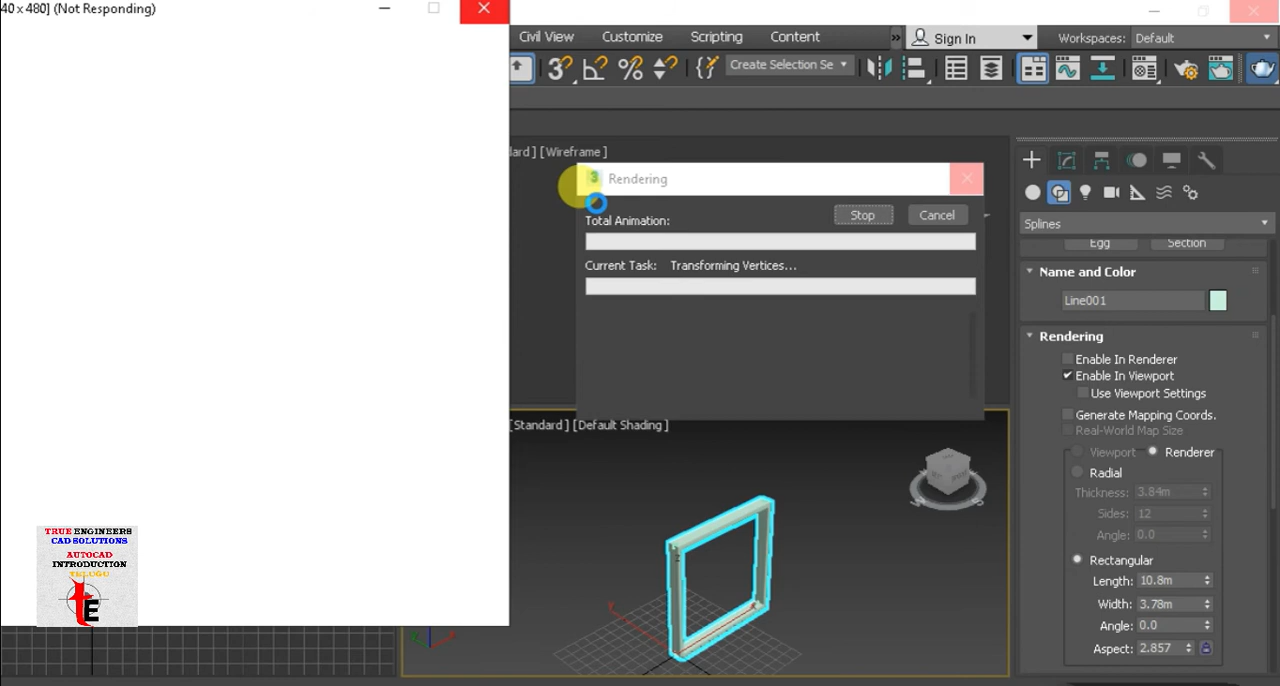 40 x 480] (Not Responding)
Civil View Customize Scripting Content » Sign In Workspaces: Default
Create Selection Se
dard ] [Wireframe ]
3 Rendering
Total Animation:
Stop
Cancel
Current Task: Transforming Vertices...
Splines
Egg Section
Name and Color
Line001
Rendering
Enable In Renderer
Enable In Viewport
Use Viewport Settings
Generate Mapping Coords.
Real-World Map Size
Viewport Renderer
Radial
Thickness: 3.84m
Sides: 12
Angle: 0.0
Rectangular
Length: 10.8m
Width: 3.78m
Angle: 0.0
Aspect: 2.857
[Standard ] [Default Shading ]
TRUE ENGINEERS
CAD SOLUTIONS
AUTOCAD
INTRODUCTION
TELUGU
tE